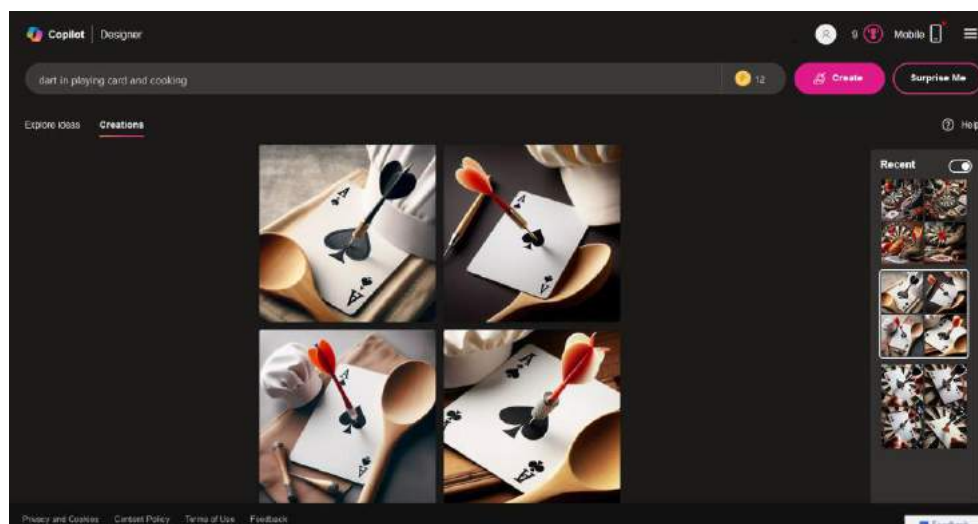 Copilot | Designer
9
Mobile
dart in playing card and cooking
12
Create
Surprise Me
Explore Ideas
Creations
Help
Recent
A
A
A
A
A
A
A
Privacy and Cookies
Content Policy
Terms of Use
Feedback